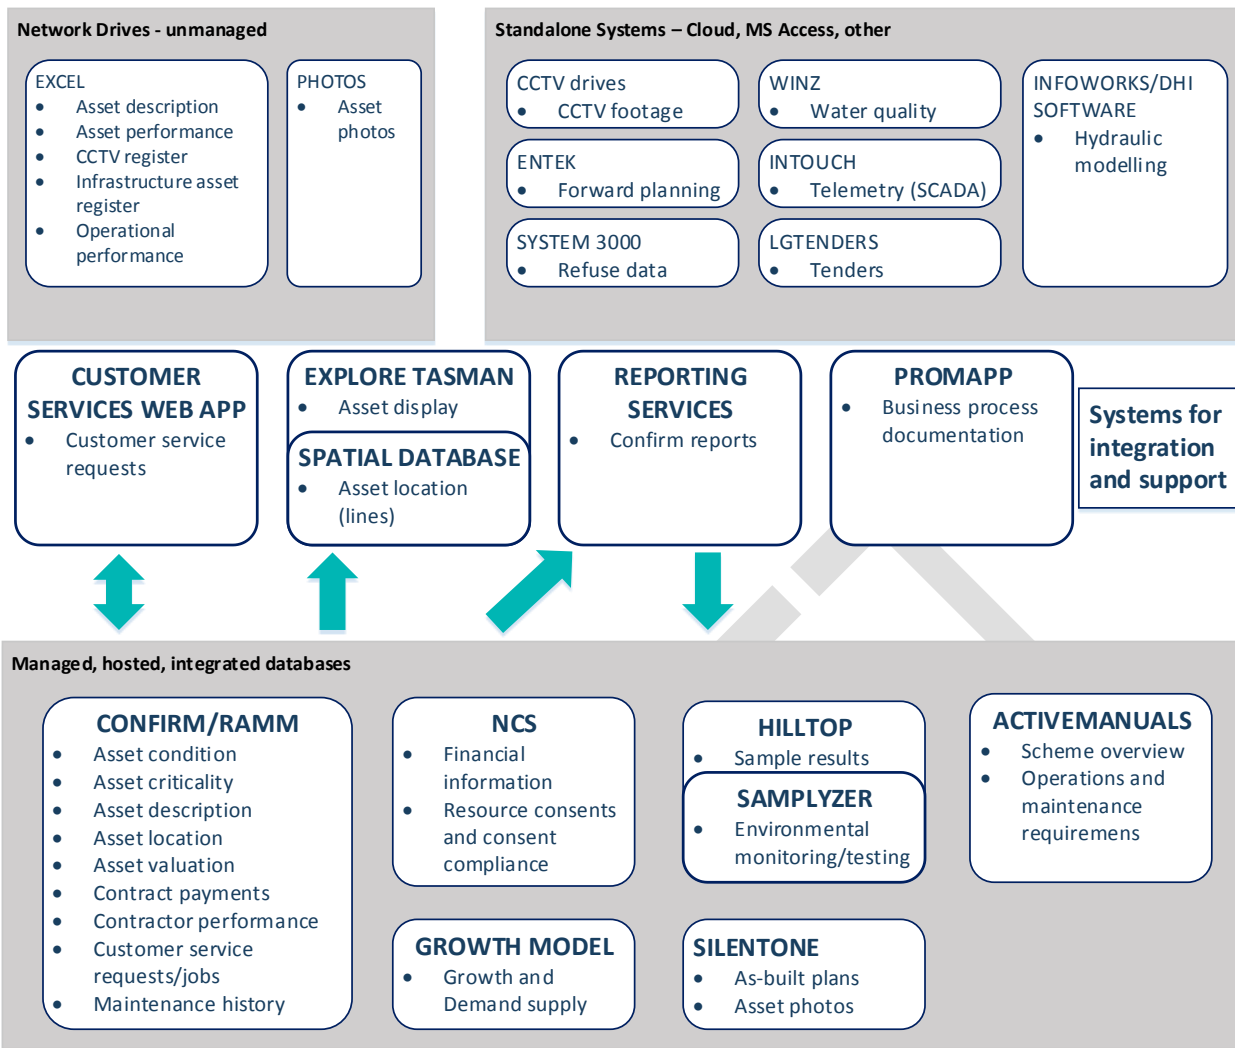 Network Drives - unmanaged
EXCEL
• Asset description
• Asset performance
• CCTV register
• Infrastructure asset
register
• Operational
performance
PHOTOS
• Asset
photos
Standalone Systems – Cloud, MS Access, other
CCTV drives
• CCTV footage
WINZ
• Water quality
INFOWORKS/DHI
SOFTWARE
• Hydraulic
modelling
ENTEK
• Forward planning
INTOUCH
• Telemetry (SCADA)
SYSTEM 3000
• Refuse data
LGTENDERS
• Tenders
CUSTOMER
SERVICES WEB APP
• Customer service
requests
EXPLORE TASMAN
• Asset display
SPATIAL DATABASE
• Asset location
(lines)
REPORTING
SERVICES
• Confirm reports
PROMAPP
• Business process
documentation
Systems for
integration
and support
Managed, hosted, integrated databases
CONFIRM/RAMM
• Asset condition
• Asset criticality
• Asset description
• Asset location
• Asset valuation
• Contract payments
• Contractor performance
• Customer service
requests/jobs
• Maintenance history
NCS
• Financial
information
• Resource consents
and consent
compliance
HILLTOP
• Sample results
SAMPLYZER
• Environmental
monitoring/testing
ACTIVEMANUALS
• Scheme overview
• Operations and
maintenance
requiremens
GROWTH MODEL
• Growth and
Demand supply
SILENTONE
• As-built plans
• Asset photos